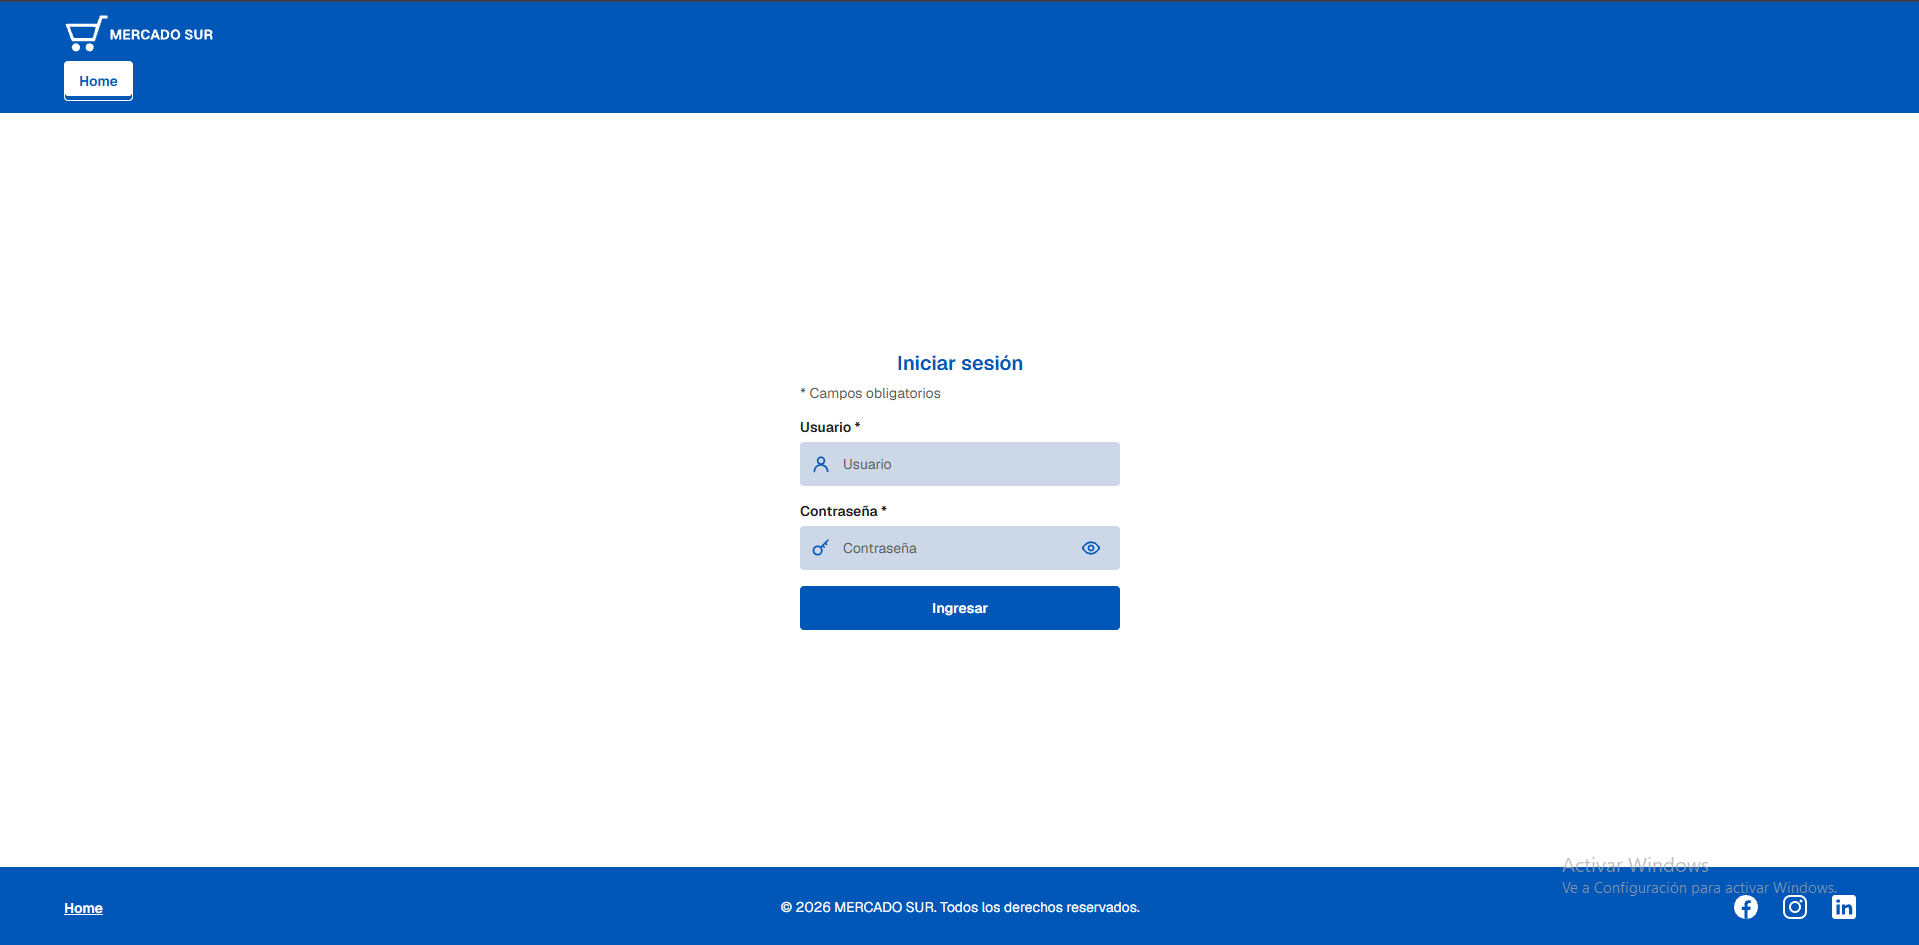 MERCADO SUR
Home
Iniciar sesión
* Campos obligatorios
Usuario *
Usuario
Contraseña *
Contraseña
Ingresar
Activar Windows
Ve a Configuración para activar Windows.
Home
© 2026 MERCADO SUR. Todos los derechos reservados.